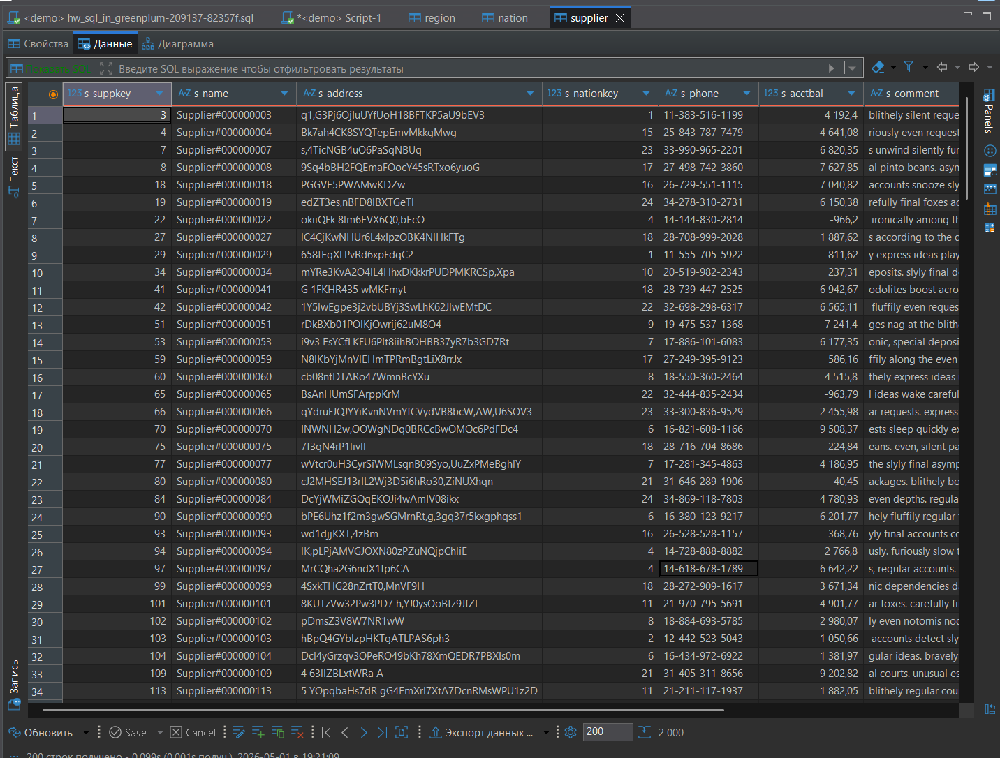 <demo> hw_sql_in_greenplum-209137-82357f.sql *<demo> Script-1 region nation supplier
Свойства Данные Диаграмма
Показать SQL Введите SQL выражение чтобы отфильтровать результаты
Таблица
Текст
Запись
Panels
123 s_suppkey A-Z s_name A-Z s_address 123 s_nationkey A-Z s_phone 123 s_acctbal A-Z s_comment
1 3 Supplier#000000003 q1,G3Pj6OjIuUYfUoH18BFTKP5aU9bEV3 1 11-383-516-1199 4 192,4 blithely silent reque
2 4 Supplier#000000004 Bk7ah4CK8SYQTepEmvMkkgMwg 15 25-843-787-7479 4 641,08 riously even request
3 7 Supplier#000000007 s,4TicNGB4uO6PaSqNBUq 23 33-990-965-2201 6 820,35 s unwind silently fur
4 8 Supplier#000000008 9Sq4bBH2FQEmaFOocY45sRTxo6yuoG 17 27-498-742-3860 7 627,85 al pinto beans. asym
5 18 Supplier#000000018 PGGVE5PWAMwKDZw 16 26-729-551-1115 7 040,82 accounts snooze sly
6 19 Supplier#000000019 edZT3es,nBFD8lBXTGeTl 24 34-278-310-2731 6 150,38 refully final foxes ac
7 22 Supplier#000000022 okiiQFk 8lm6EVX6Q0,bEcO 4 14-144-830-2814 -966,2 ironically among th
8 27 Supplier#000000027 lC4CjKwNHUr6L4xIpzOBK4NlHkFTg 18 28-708-999-2028 1 887,62 s according to the q
9 29 Supplier#000000029 658tEqXLPvRd6xpFdqC2 1 11-555-705-5922 -811,62 y express ideas play
10 34 Supplier#000000034 mYRe3KvA2O4lL4HhxDKkkrPUDPMKRCSp,Xpa 10 20-519-982-2343 237,31 eposits. slyly final de
11 41 Supplier#000000041 G 1FKHR435 wMKFmyt 18 28-739-447-2525 6 942,67 odolites boost acros
12 42 Supplier#000000042 1Y5lwEgpe3j2vbUBYj3SwLhK62JlwEMtDC 22 32-698-298-6317 6 565,11 fluffily even reques
13 51 Supplier#000000051 rDkBXb01POIKjOwrij62uM8O4 9 19-475-537-1368 7 241,4 ges nag at the blith
14 53 Supplier#000000053 i9v3 EsYCfLKFU6PIt8iihBOHBB37yR7b3GD7Rt 7 17-886-101-6083 6 177,35 onic, special deposi
15 59 Supplier#000000059 N8lKbYjMnVlEHmTPRmBgtLiX8rrJx 17 27-249-395-9123 586,16 ffily along the even
16 60 Supplier#000000060 cb08ntDTARo47WmnBcYXu 8 18-550-360-2464 4 515,8 thely express ideas
17 65 Supplier#000000065 BsAnHUmSFArppKrM 22 32-444-835-2434 -963,79 l ideas wake careful
18 66 Supplier#000000066 qYdruFJQJYYiKvnNVmYfCVydVB8bcW,AW,U6SOV3 23 33-300-836-9529 2 455,98 ar requests. express
19 70 Supplier#000000070 INWNH2w,OOWgNDq0BRCcBwOMQc6PdFDc4 6 16-821-608-1166 9 508,37 ests sleep quickly ex
20 75 Supplier#000000075 7f3gN4rP1livII 18 28-716-704-8686 -224,84 eans. even, silent pa
21 77 Supplier#000000077 wVtcr0uH3CyrSiWMLsqnB09Syo,UuZxPMeBghlY 7 17-281-345-4863 4 186,95 the slyly final asymp
22 80 Supplier#000000080 cJ2MHSEJ13rIL2Wj3D5i6hRo30,ZiNUXhqn 21 31-646-289-1906 -40,45 ackages. blithely bo
23 84 Supplier#000000084 DcYjWMiZGQqEKOJi4wAmIV08ikx 24 34-869-118-7803 4 780,93 even depths. regula
24 90 Supplier#000000090 bPE6Uhz1f2m3gwSGMrnRt,g,3gq37r5kxgphqss1 6 16-380-123-9217 6 201,77 hely fluffily regular
25 93 Supplier#000000093 wd1djjKXT,4zBm 16 26-528-528-1157 368,76 yly final accounts co
26 94 Supplier#000000094 lK,pLPjAMVGJOXN80zPZuNQjpChliE 4 14-728-888-8882 2 766,8 usly. furiously slow t
27 97 Supplier#000000097 MrCQha2G6ndX1fp6CA 4 14-618-678-1789 6 642,22 s, regular accounts.
28 99 Supplier#000000099 4SxkTHG28nZrtT0,MnVF9H 18 28-272-909-1617 3 671,34 nic dependencies da
29 101 Supplier#000000101 8KUTzVw32Pw3PD7 h,YJ0ysOoBtz9JfZI 11 21-970-795-5691 4 901,77 ar foxes. carefully fi
30 102 Supplier#000000102 pDmsZ3V8W7NR1wW 8 18-884-693-5785 2 980,07 ly even notornis noc
31 103 Supplier#000000103 hBpQ4GYbIzpHKTgATLPAS6ph3 2 12-442-523-5043 1 050,66 accounts detect sly
32 104 Supplier#000000104 Dcl4yGrzqv3OPeRO49bKh78XmQEDR7PBXIs0m 6 16-434-972-6922 1 381,97 gular ideas. bravely
33 109 Supplier#000000109 4 63IIZBLxtWRa A 21 31-405-311-8656 9 202,82 al courts. unusual es
34 113 Supplier#000000113 5 YOpqbaHs7dR gG4EmXrI7XtA7DcnRMsWPU1z2D 11 21-211-117-1937 1 882,05 blithely regular cour
Обновить Save Cancel Экспорт данных ... 200 2 000
200 строк получено - 0.099s (0.001s получ.), 2026-05-01 в 19:21:09